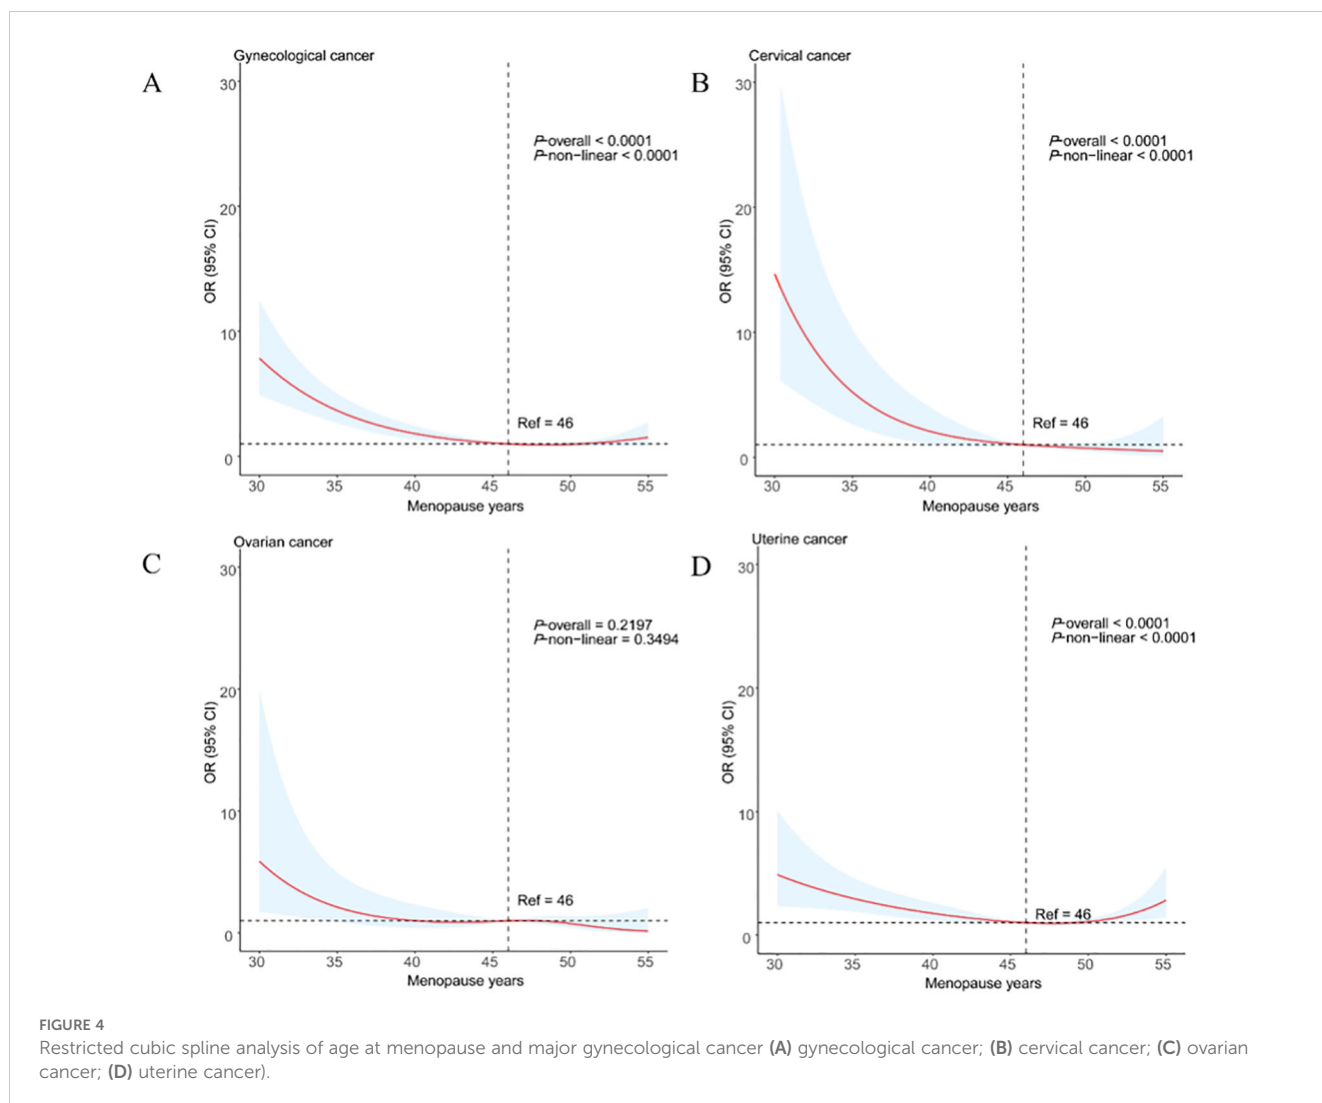 A
Gynecological cancer
30
20
10
0
OR (95% CI)
P-overall < 0.0001
P-non-linear < 0.0001
Ref = 46
30 35 40 45 50 55
Menopause years
B
Cervical cancer
30
20
10
0
OR (95% CI)
P-overall < 0.0001
P-non-linear < 0.0001
Ref = 46
30 35 40 45 50 55
Menopause years
C
Ovarian cancer
30
20
10
0
OR (95% CI)
P-overall = 0.2197
P-non-linear = 0.3494
Ref = 46
30 35 40 45 50 55
Menopause years
D
Uterine cancer
30
20
10
0
OR (95% CI)
P-overall < 0.0001
P-non-linear < 0.0001
Ref = 46
30 35 40 45 50 55
Menopause years
FIGURE 4
Restricted cubic spline analysis of age at menopause and major gynecological cancer (A) gynecological cancer; (B) cervical cancer; (C) ovarian
cancer; (D) uterine cancer).